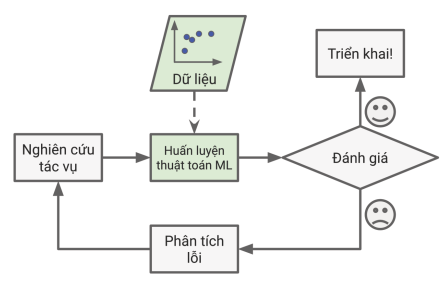 Dữ liệu
Triển khai!
Nghiên cứu
tác vụ
Huấn luyện
thuật toán ML
Đánh giá
Phân tích
lỗi